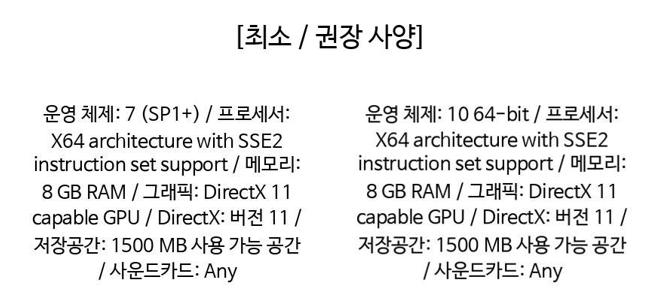 [최소 / 권장 사양]
운영 체제: 7 (SP1+) / 프로세서:
X64 architecture with SSE2
instruction set support / 메모리:
8 GB RAM / 그래픽: DirectX 11
capable GPU / DirectX: 버전 11 /
저장공간: 1500 MB 사용 가능 공간
/ 사운드카드: Any
운영 체제: 10 64-bit / 프로세서:
X64 architecture with SSE2
instruction set support / 메모리:
8 GB RAM / 그래픽: DirectX 11
capable GPU / DirectX: 버전 11 /
저장공간: 1500 MB 사용 가능 공간
/ 사운드카드: Any